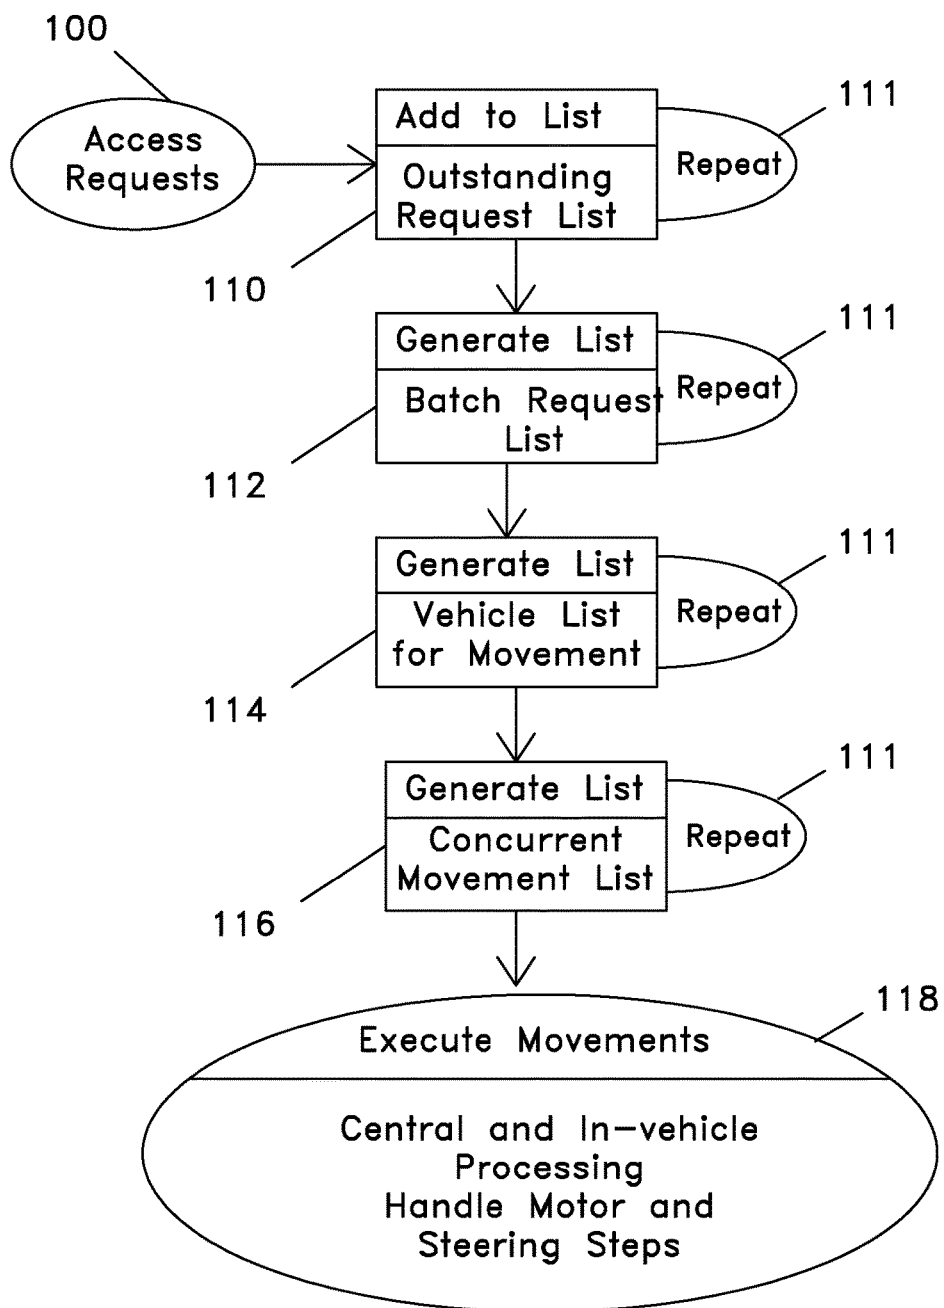 100
Access
Requests
Add to List
Outstanding
Request List
Repeat
111
110
Generate List
Batch Request
List
Repeat
111
112
Generate List
Vehicle List
for Movement
Repeat
111
114
Generate List
Concurrent
Movement List
Repeat
111
116
118
Execute Movements
Central and In-vehicle
Processing
Handle Motor and
Steering Steps